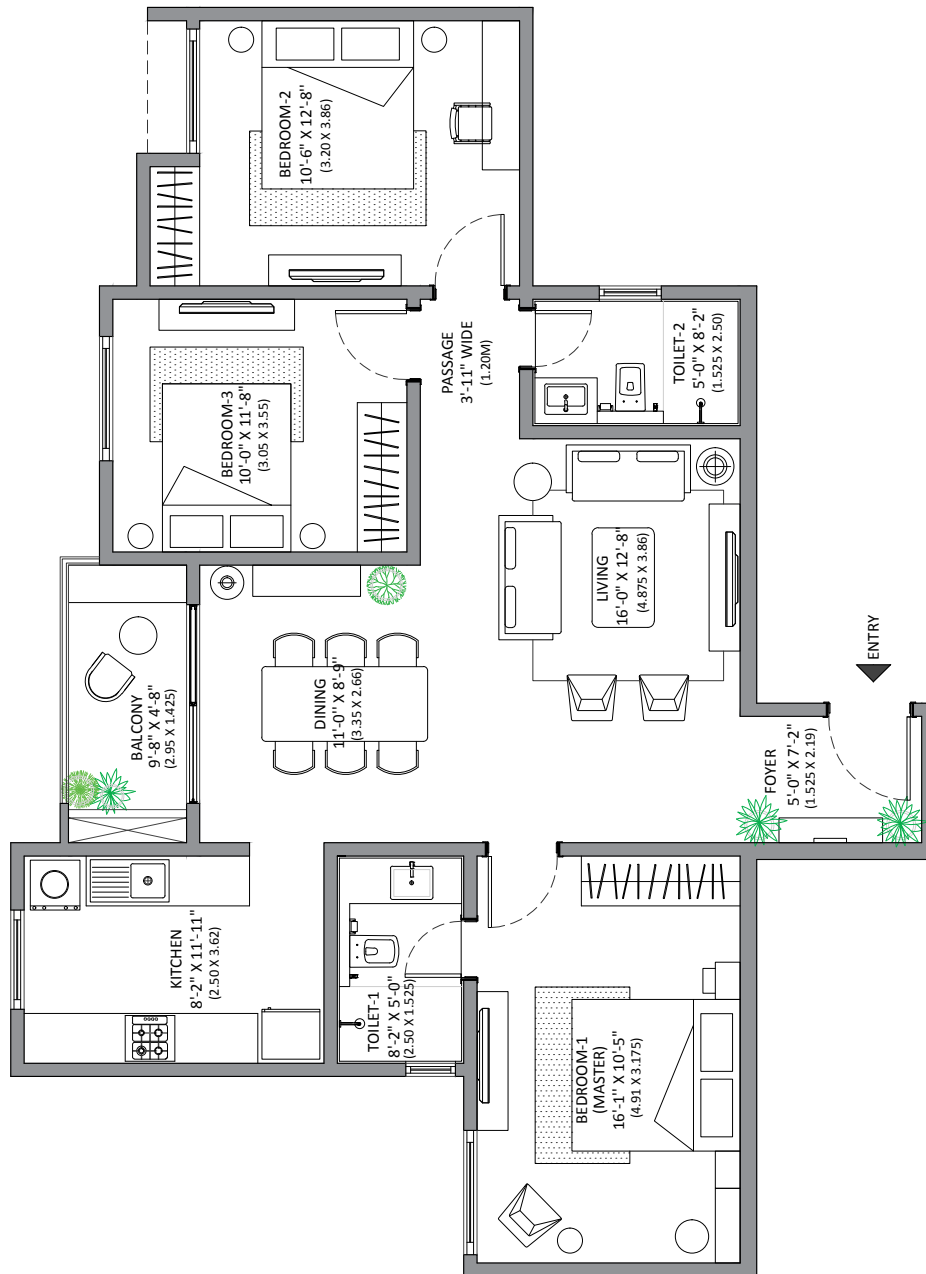 BEDROOM-2
10'-6" X 12'-8"
(3.20 X 3.86)
BEDROOM-3
10'-0" X 11'-8"
(3.05 X 3.55)
PASSAGE
3'-11" WIDE
(1.20M)
TOILET-2
5'-0" X 8'-2"
(1.525 X 2.50)
BALCONY
9'-8" X 4'-8"
(2.95 X 1.425)
DINING
11'-0" X 8'-9"
(3.35 X 2.66)
LIVING
16'-0" X 12'-8"
(4.875 X 3.86)
ENTRY
FOYER
5'-0" X 7'-2"
(1.525 X 2.19)
KITCHEN
8'-2" X 11'-11"
(2.50 X 3.62)
TOILET-1
8'-2" X 5'-0"
(2.50 X 1.525)
BEDROOM-1
(MASTER)
16'-1" X 10'-5"
(4.91 X 3.175)